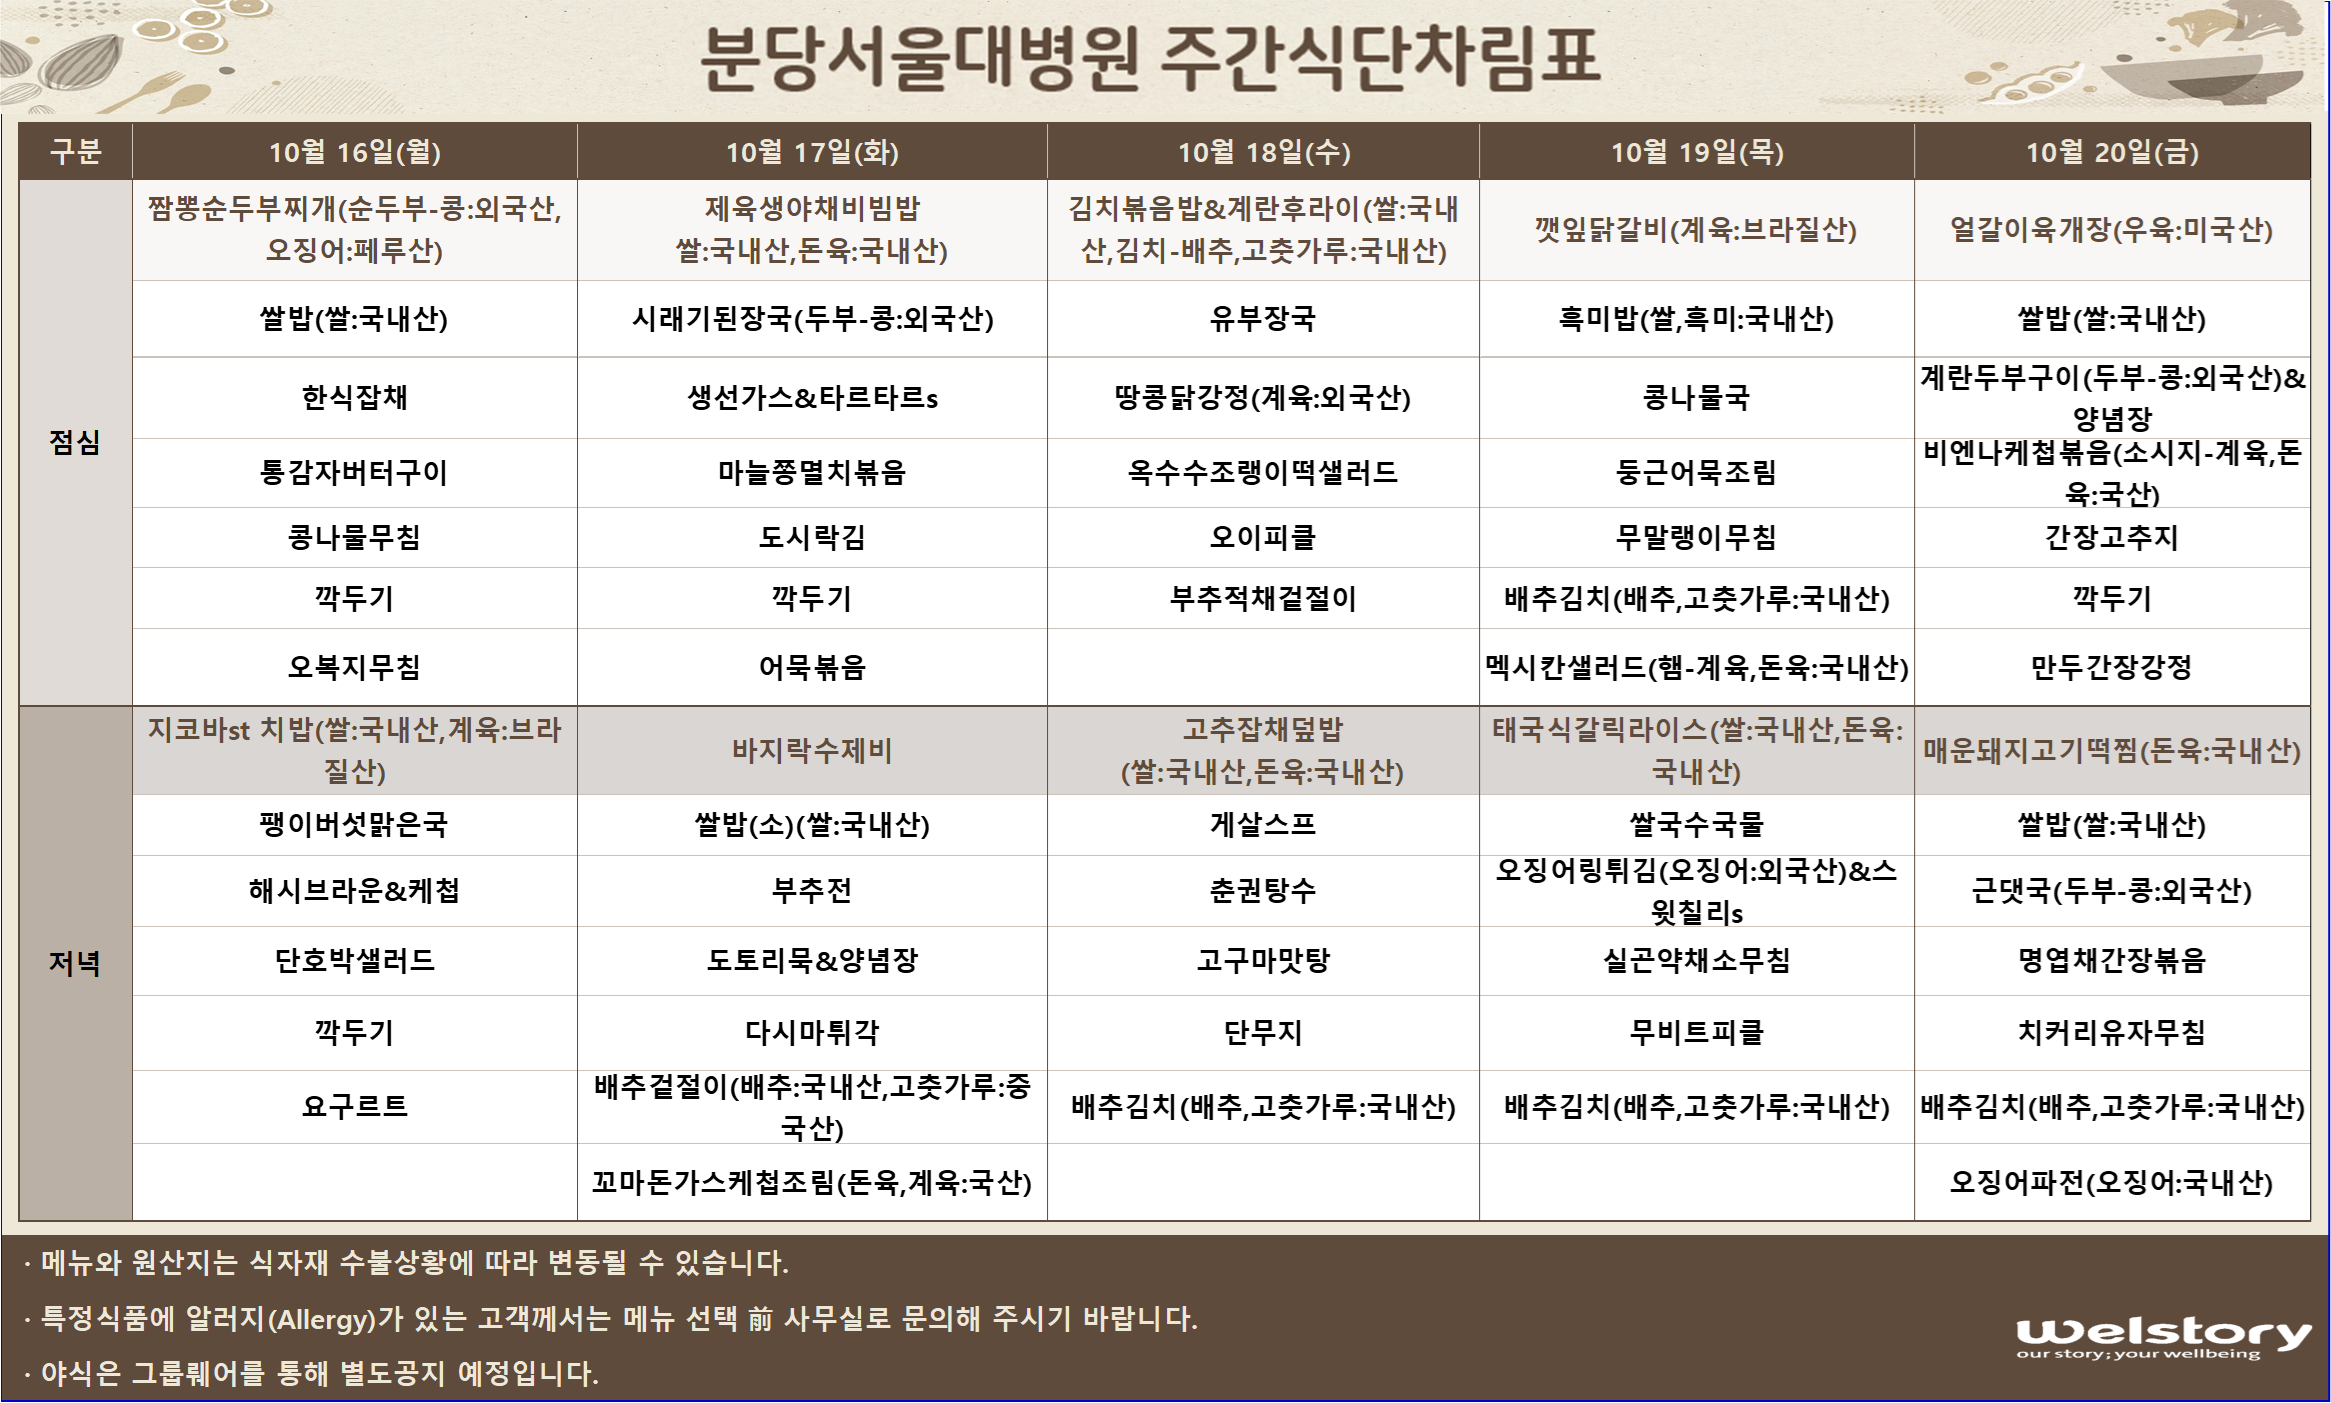 분당서울대병원 주간식단차림표
구분
10월 16일(월)
10월 17일(화)
10월 18일(수)
10월 19일(목)
10월 20일(금)
점심
짬뽕순두부찌개(순두부-콩:외국산,
오징어:페루산)
제육생야채비빔밥
쌀:국내산,돈육:국내산)
김치볶음밥&계란후라이(쌀:국내
산,김치-배추,고춧가루:국내산)
깻잎닭갈비(계육:브라질산)
얼갈이육개장(우육:미국산)
쌀밥(쌀:국내산)
시래기된장국(두부-콩:외국산)
유부장국
흑미밥(쌀,흑미:국내산)
쌀밥(쌀:국내산)
한식잡채
생선가스&타르타르s
땅콩닭강정(계육:외국산)
콩나물국
계란두부구이(두부-콩:외국산)&
양념장
통감자버터구이
마늘쫑멸치볶음
옥수수조랭이떡샐러드
둥근어묵조림
비엔나케첩볶음(소시지-계육,돈
육:국산)
콩나물무침
도시락김
오이피클
무말랭이무침
간장고추지
깍두기
깍두기
부추적채겉절이
배추김치(배추,고춧가루:국내산)
깍두기
오복지무침
어묵볶음
멕시칸샐러드(햄-계육,돈육:국내산)
만두간장강정
저녁
지코바st 치밥(쌀:국내산,계육:브라
질산)
바지락수제비
고추잡채덮밥
(쌀:국내산,돈육:국내산)
태국식갈릭라이스(쌀:국내산,돈육:
국내산)
매운돼지고기떡찜(돈육:국내산)
팽이버섯맑은국
쌀밥(소)(쌀:국내산)
게살스프
쌀국수국물
쌀밥(쌀:국내산)
해시브라운&케첩
부추전
춘권탕수
오징어링튀김(오징어:외국산)&스
윗칠리s
근댓국(두부-콩:외국산)
단호박샐러드
도토리묵&양념장
고구마맛탕
실곤약채소무침
명엽채간장볶음
깍두기
다시마튀각
단무지
무비트피클
치커리유자무침
요구르트
배추겉절이(배추:국내산,고춧가루:중
국산)
배추김치(배추,고춧가루:국내산)
배추김치(배추,고춧가루:국내산)
배추김치(배추,고춧가루:국내산)
꼬마돈가스케첩조림(돈육,계육:국산)
오징어파전(오징어:국내산)
· 메뉴와 원산지는 식자재 수불상황에 따라 변동될 수 있습니다.
· 특정식품에 알러지(Allergy)가 있는 고객께서는 메뉴 선택 前 사무실로 문의해 주시기 바랍니다.
· 야식은 그룹웨어를 통해 별도공지 예정입니다.
welstory
our story; your wellbeing